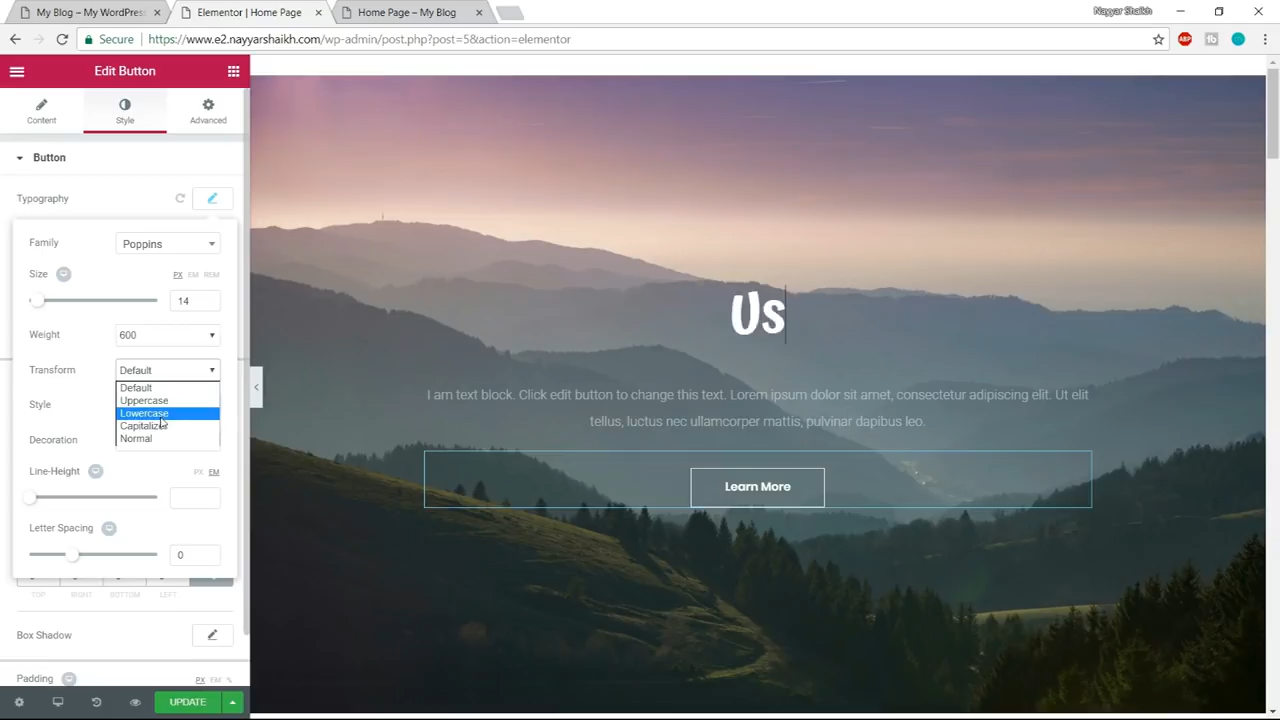 My Blog – My WordPres
Elementor | Home Page
Home Page – My Blog
Nayyar Shaikh
Secure
https://www.e2.nayyarshaikh.com/wp-admin/post.php?post=5&action=elementor
ABP
Edit Button
Content
Style
Advanced
Button
Typography
Family
Poppins
Size
PX EM REM
14
Weight
600
Transform
Default
Default
Uppercase
Lowercase
Capitalize
Normal
Style
Decoration
Line-Height
PX EM
Letter Spacing
0
TOP RIGHT BOTTOM LEFT
Box Shadow
Padding
PX EM %
UPDATE
Us
I am text block. Click edit button to change this text. Lorem ipsum dolor sit amet, consectetur adipiscing elit. Ut elit
tellus, luctus nec ullamcorper mattis, pulvinar dapibus leo.
Learn More